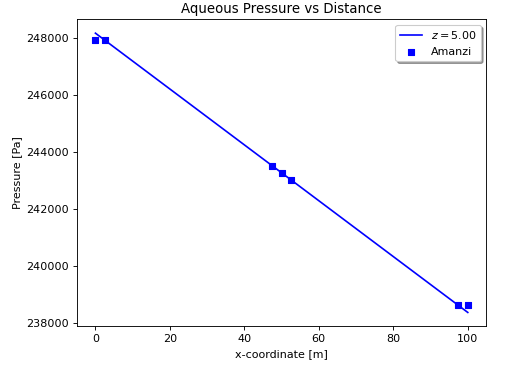 Aqueous Pressure vs Distance
z = 5.00
Amanzi
Pressure [Pa]
248000
246000
244000
242000
240000
238000
0 20 40 60 80 100
x-coordinate [m]